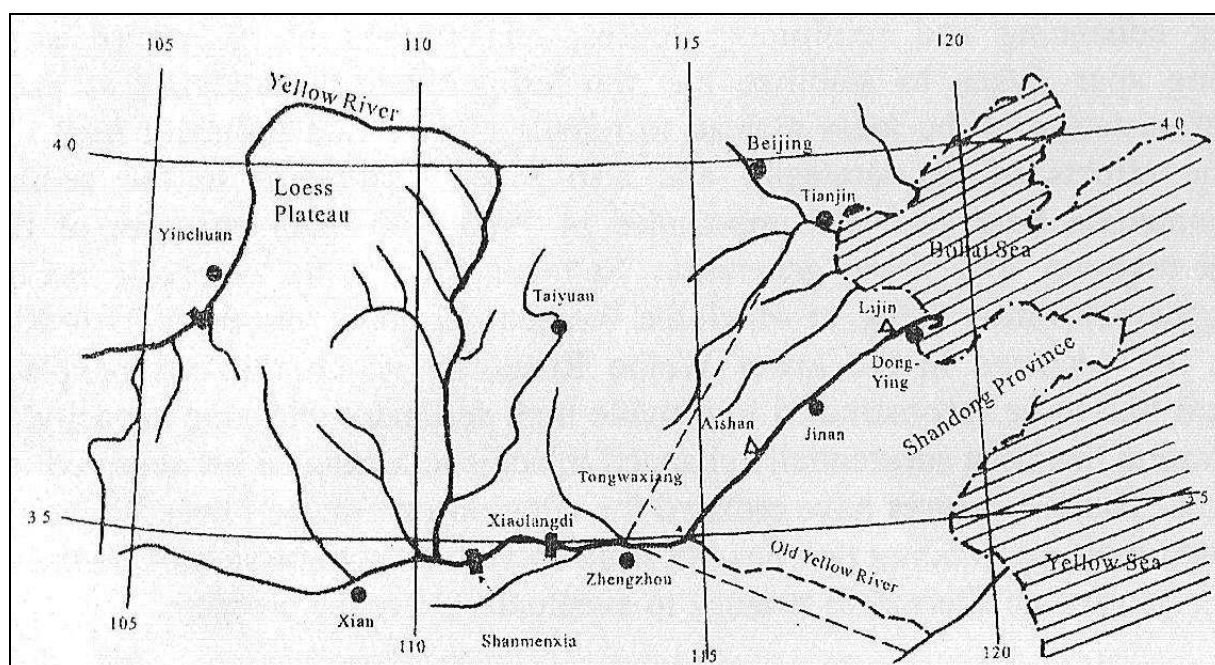 105
110
115
120
Yellow River
40
40
Beijing
Loess
Plateau
Tianjin
Yinchuan
Bohai Sea
Taiyuan
Lijin
Dong-
Ying
Shandong Province
Jinan
Aishan
Tongwaxiang
35
35
Xiaolangdi
Old Yellow River
Yellow Sea
Zhengzhou
Xian
Shanmenxia
105
110
115
120